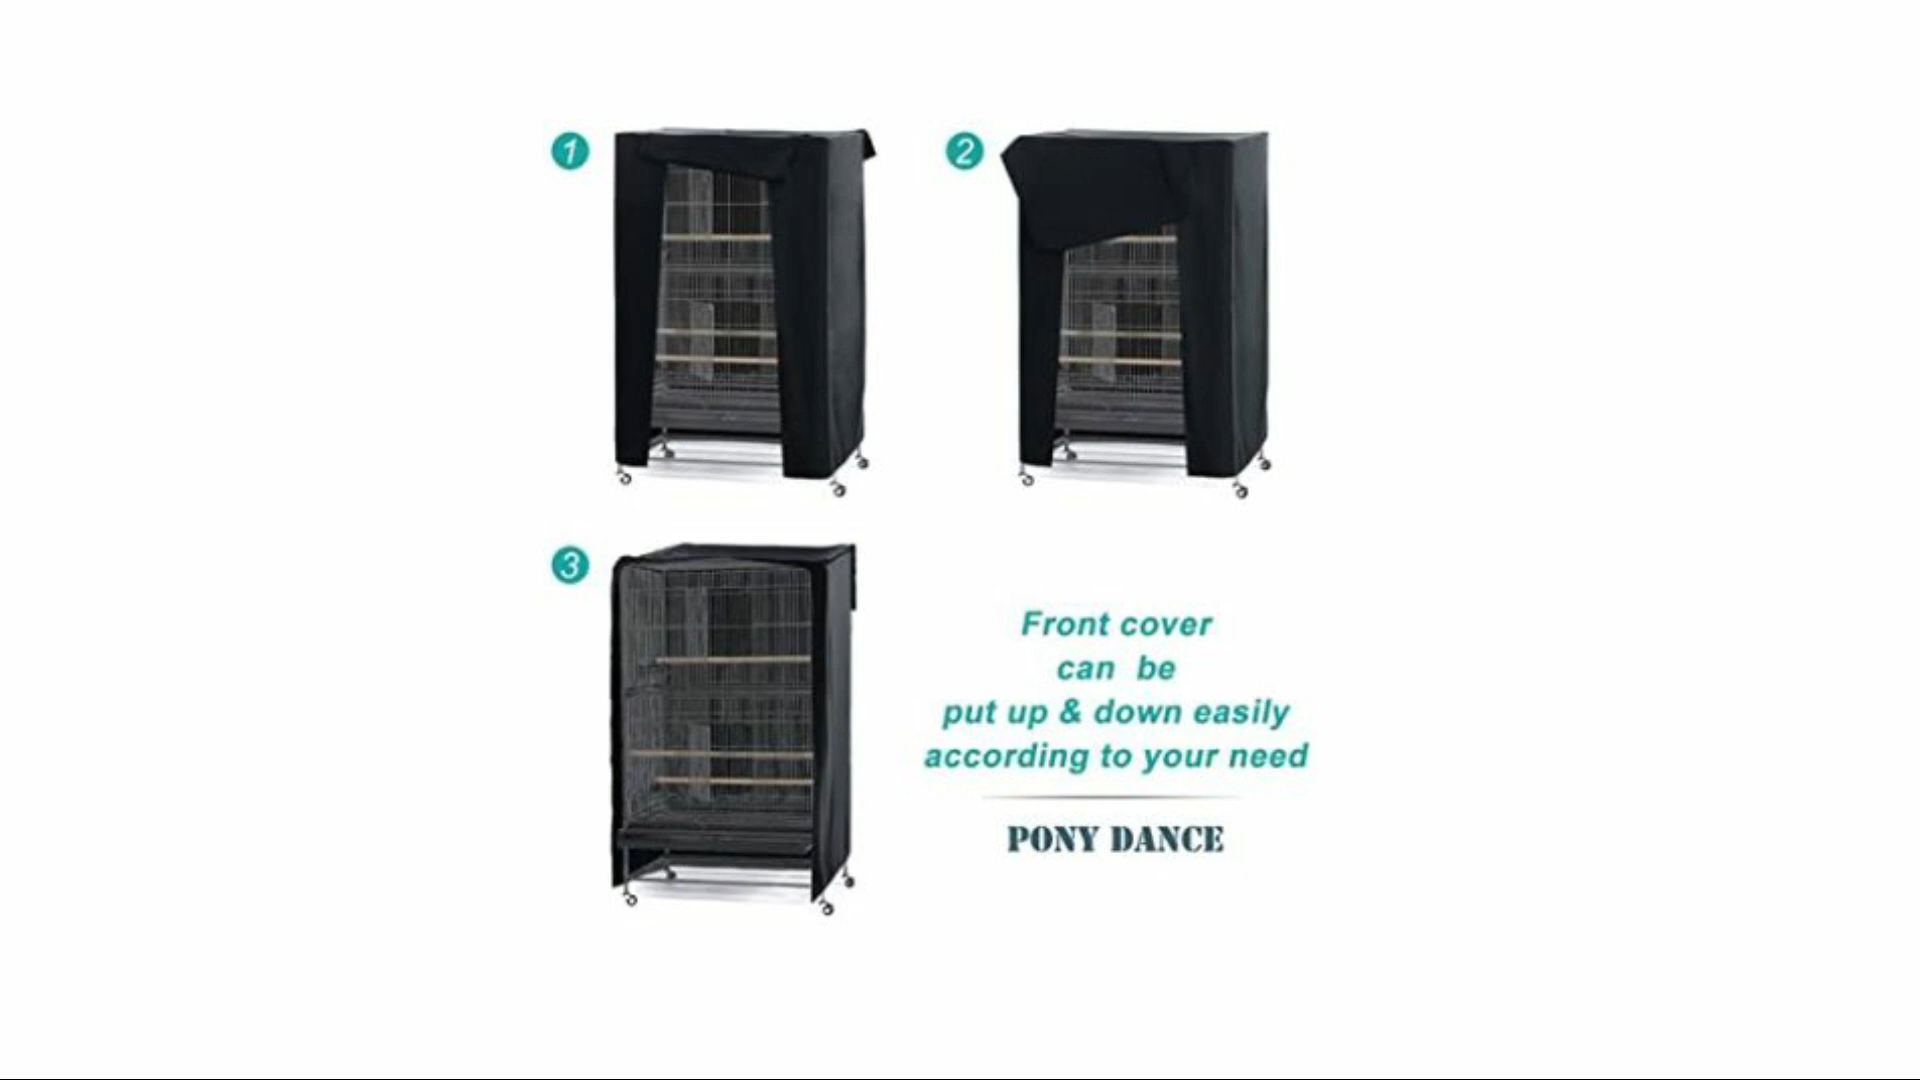 1
2
3
Front cover
can be
put up & down easily
according to your need
PONY DANCE